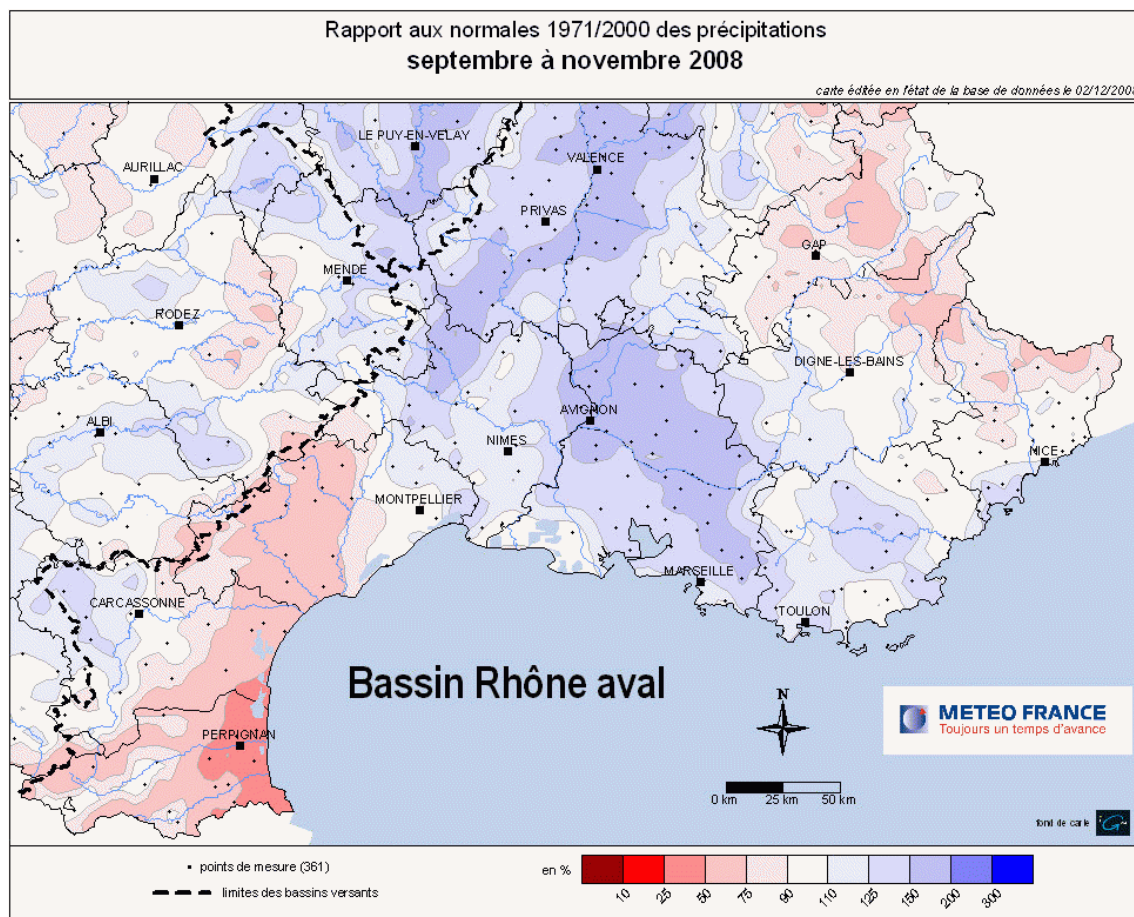 Rapport aux normales 1971/2000 des précipitations
septembre à novembre 2008
carte éditée en l'état de la base de données le 02/12/2008
LE PUY-EN-VELAY
AURILLAC
VALENCE
PRIVAS
GAP
MENDE
RODEZ
DIGNE-LES-BAINS
ALBI
AVIGNON
NIMES
NICE
MONTPELLIER
MARSEILLE
CARCASSONNE
TOULON
Bassin Rhône aval
N
METEO FRANCE
Toujours un temps d'avance
PERPIGNAN
0 km 25 km 50 km
fond de carte
points de mesure (361)
limites des bassins versants
en %
10 25 50 75 90 110 125 150 200 300